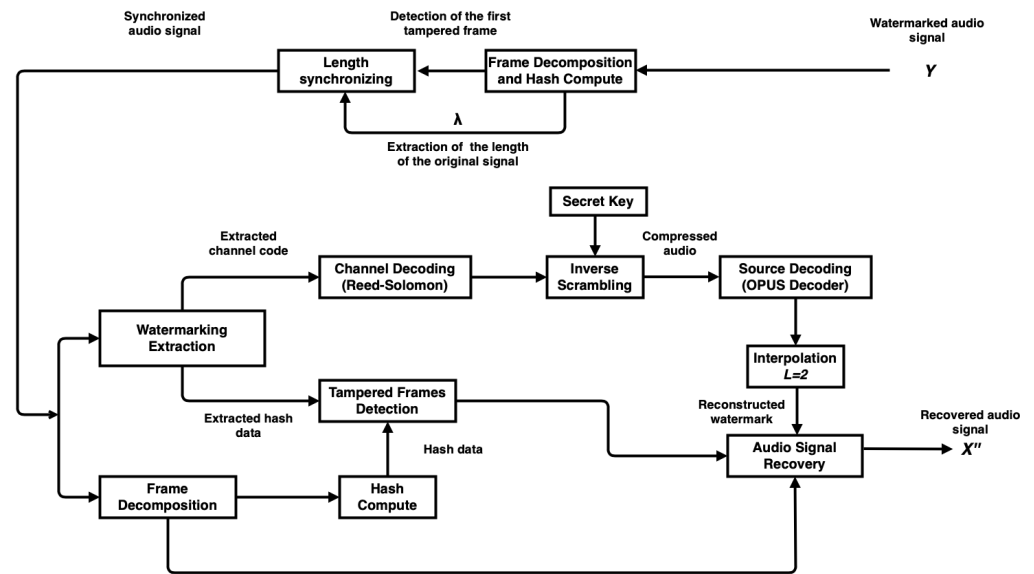 Synchronized
audio signal
Detection of the first
tampered frame
Watermarked audio
signal
Length
synchronizing
Frame Decomposition
and Hash Compute
Y
λ
Extraction of the length
of the original signal
Secret Key
Extracted
channel code
Compressed
audio
Channel Decoding
(Reed-Solomon)
Inverse
Scrambling
Source Decoding
(OPUS Decoder)
Watermarking
Extraction
Interpolation
L=2
Tampered Frames
Detection
Extracted hash
data
Reconstructed
watermark
Recovered audio
signal
Hash data
Audio Signal
Recovery
X''
Frame
Decomposition
Hash
Compute